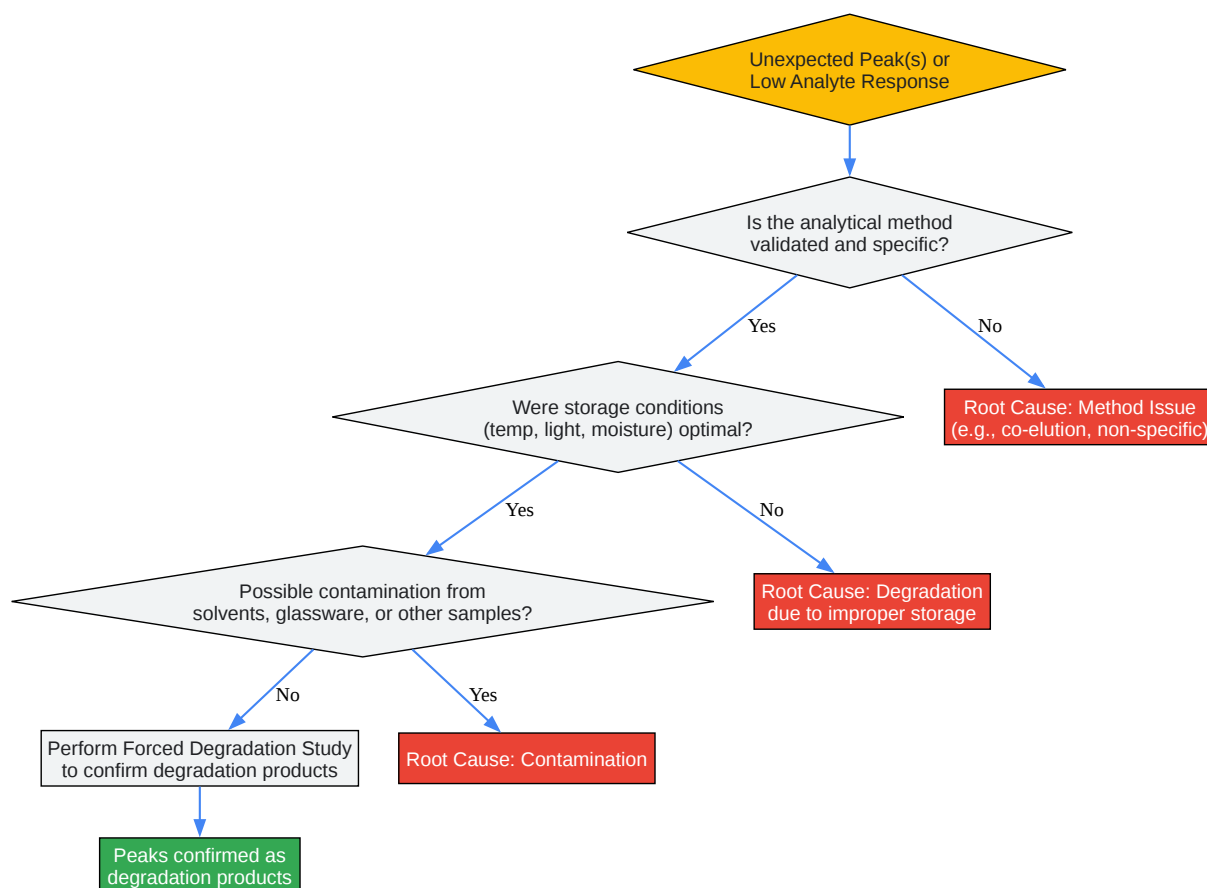 Unexpected Peak(s) or
Low Analyte Response
Is the analytical method
validated and specific?
Yes
No
Were storage conditions
(temp, light, moisture) optimal?
Root Cause: Method Issue
(e.g., co-elution, non-specific)
Yes
No
Possible contamination from
solvents, glassware, or other samples?
Root Cause: Degradation
due to improper storage
No
Yes
Perform Forced Degradation Study
to confirm degradation products
Root Cause: Contamination
Peaks confirmed as
degradation products